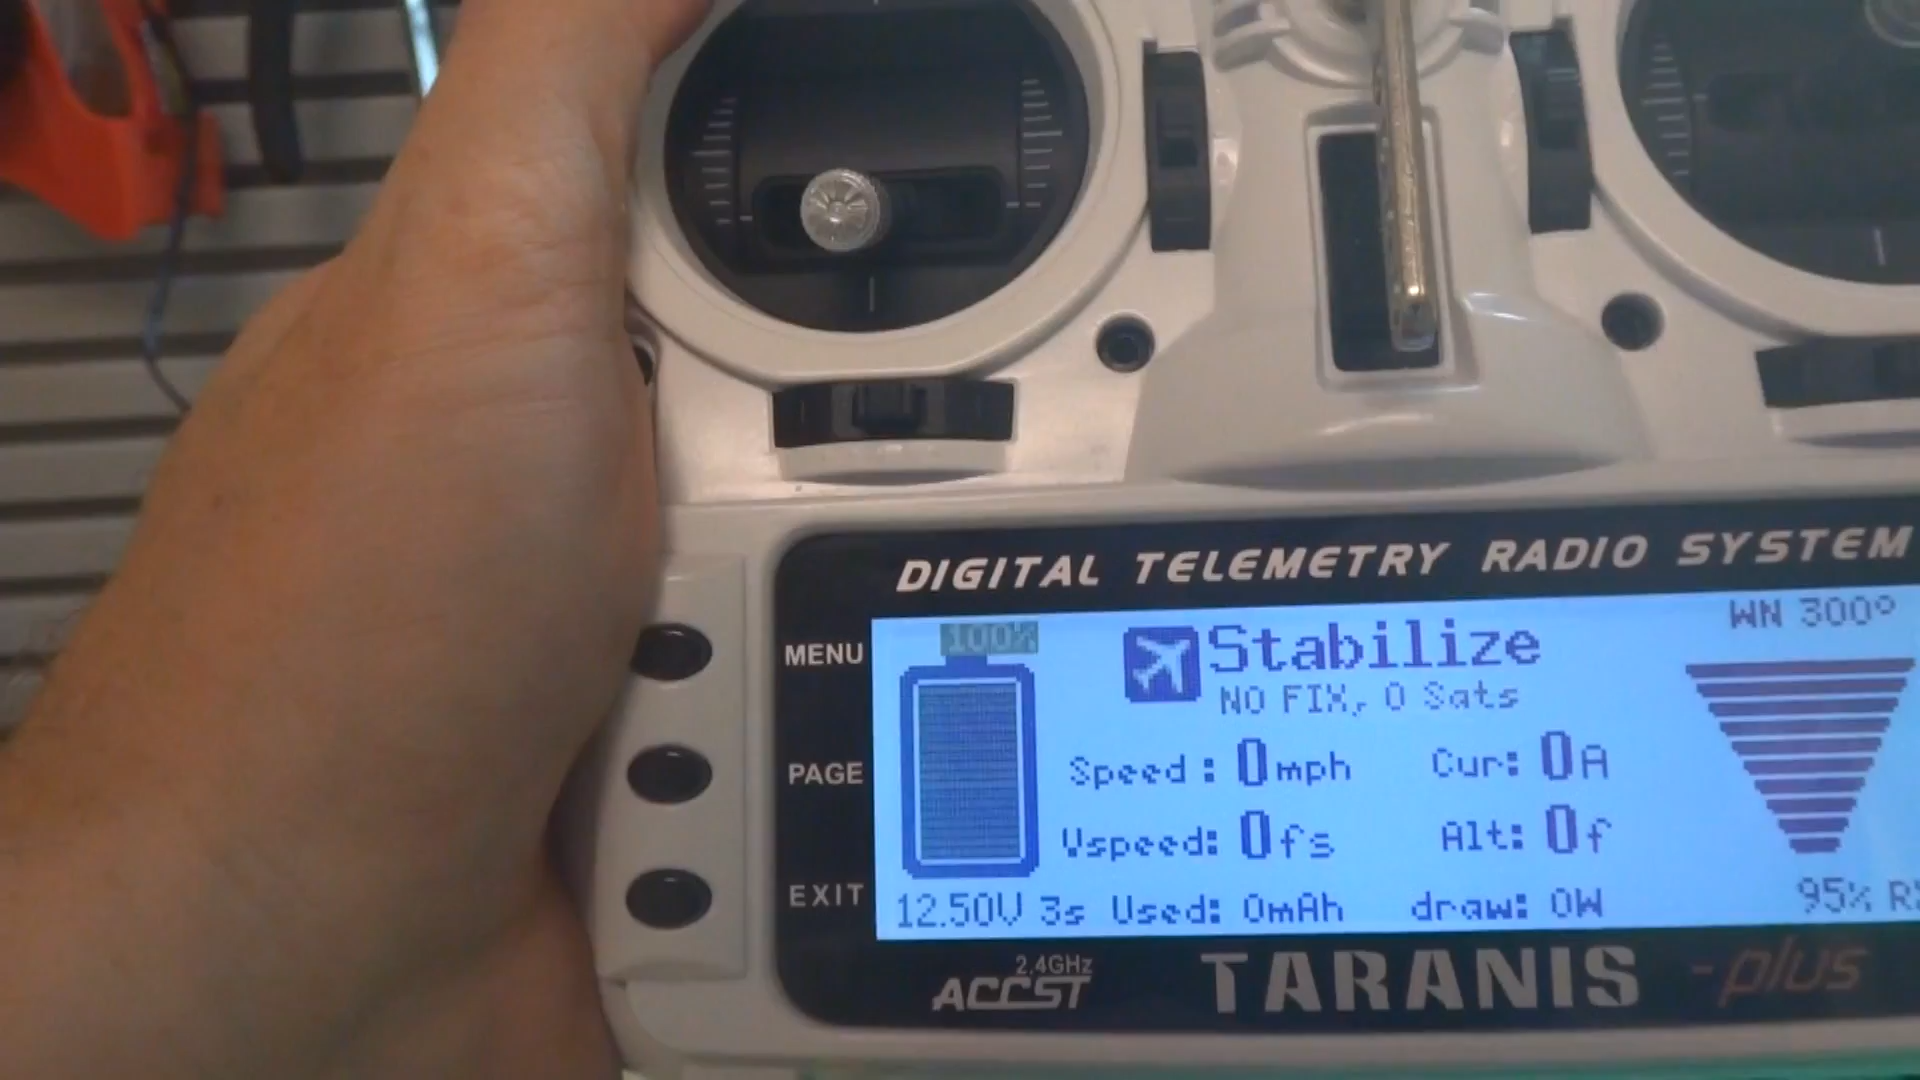 DIGITAL TELEMETRY RADIO SYSTEM
100%
Stabilize
WN 300º
NO FIX, 0 Sats
MENU
Speed: 0mph
Cur: 0A
PAGE
Vspeed: 0fs
Alt: 0f
EXIT
12.50V 3s Used: 0mAh draw: 0W
95%
2.4GHz
ACCST
TARANIS -plus